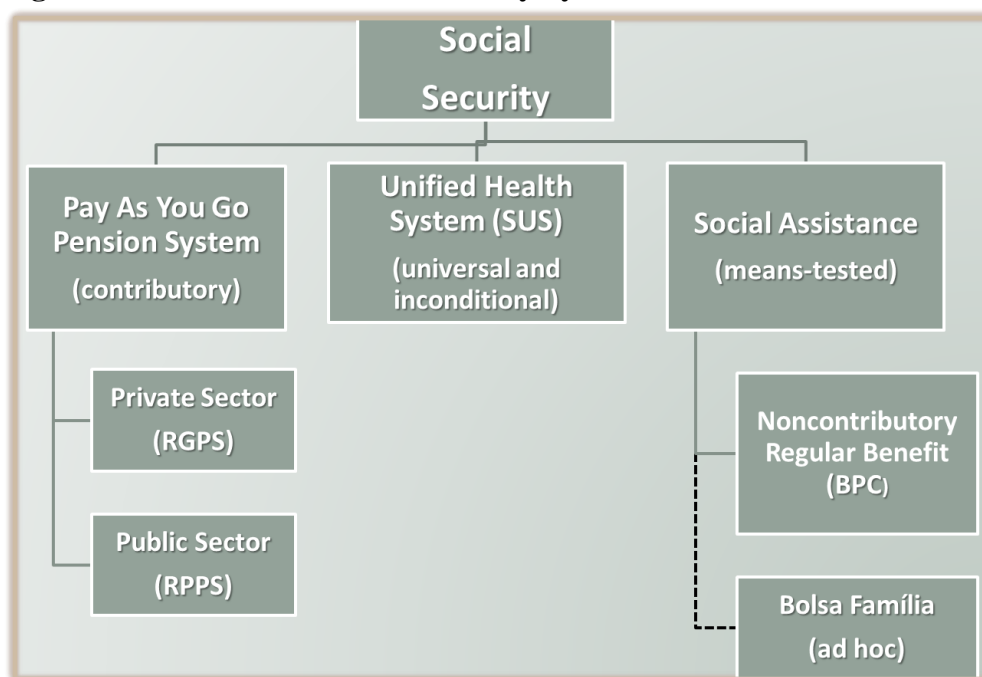 Social
Security
Pay As You Go
Pension System
(contributory)
Unified Health
System (SUS)
(universal and
inconditional)
Social Assistance
(means-tested)
Private Sector
(RGPS)
Public Sector
(RPPS)
Noncontributory
Regular Benefit
(BPC)
Bolsa Família
(ad hoc)